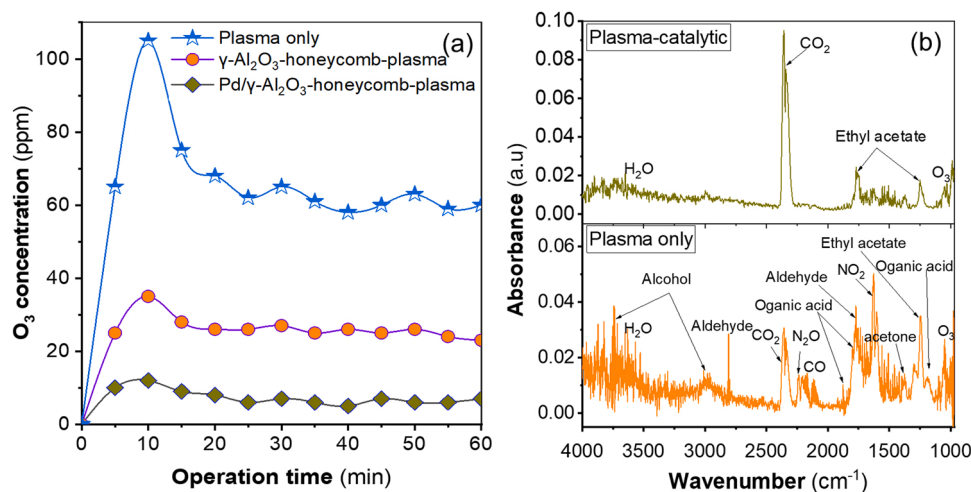 (a)
Plasma only
γ-Al2O3-honeycomb-plasma
Pd/γ-Al2O3-honeycomb-plasma
O3 concentration (ppm)
100
80
60
40
20
0
0 10 20 30 40 50 60
Operation time (min)
(b)
Plasma-catalytic
CO2
Ethyl acetate
H2O
O3
0.10
0.08
0.06
0.04
0.02
0.00
Absorbance (a.u)
Plasma only
Ethyl acetate
NO2
Oganic acid
Aldehyde
Alcohol
Oganic acid
H2O
Aldehyde
CO2
N2O
CO
acetone
O3
0.06
0.04
0.02
0.00
4000 3500 3000 2500 2000 1500 1000
Wavenumber (cm-1)